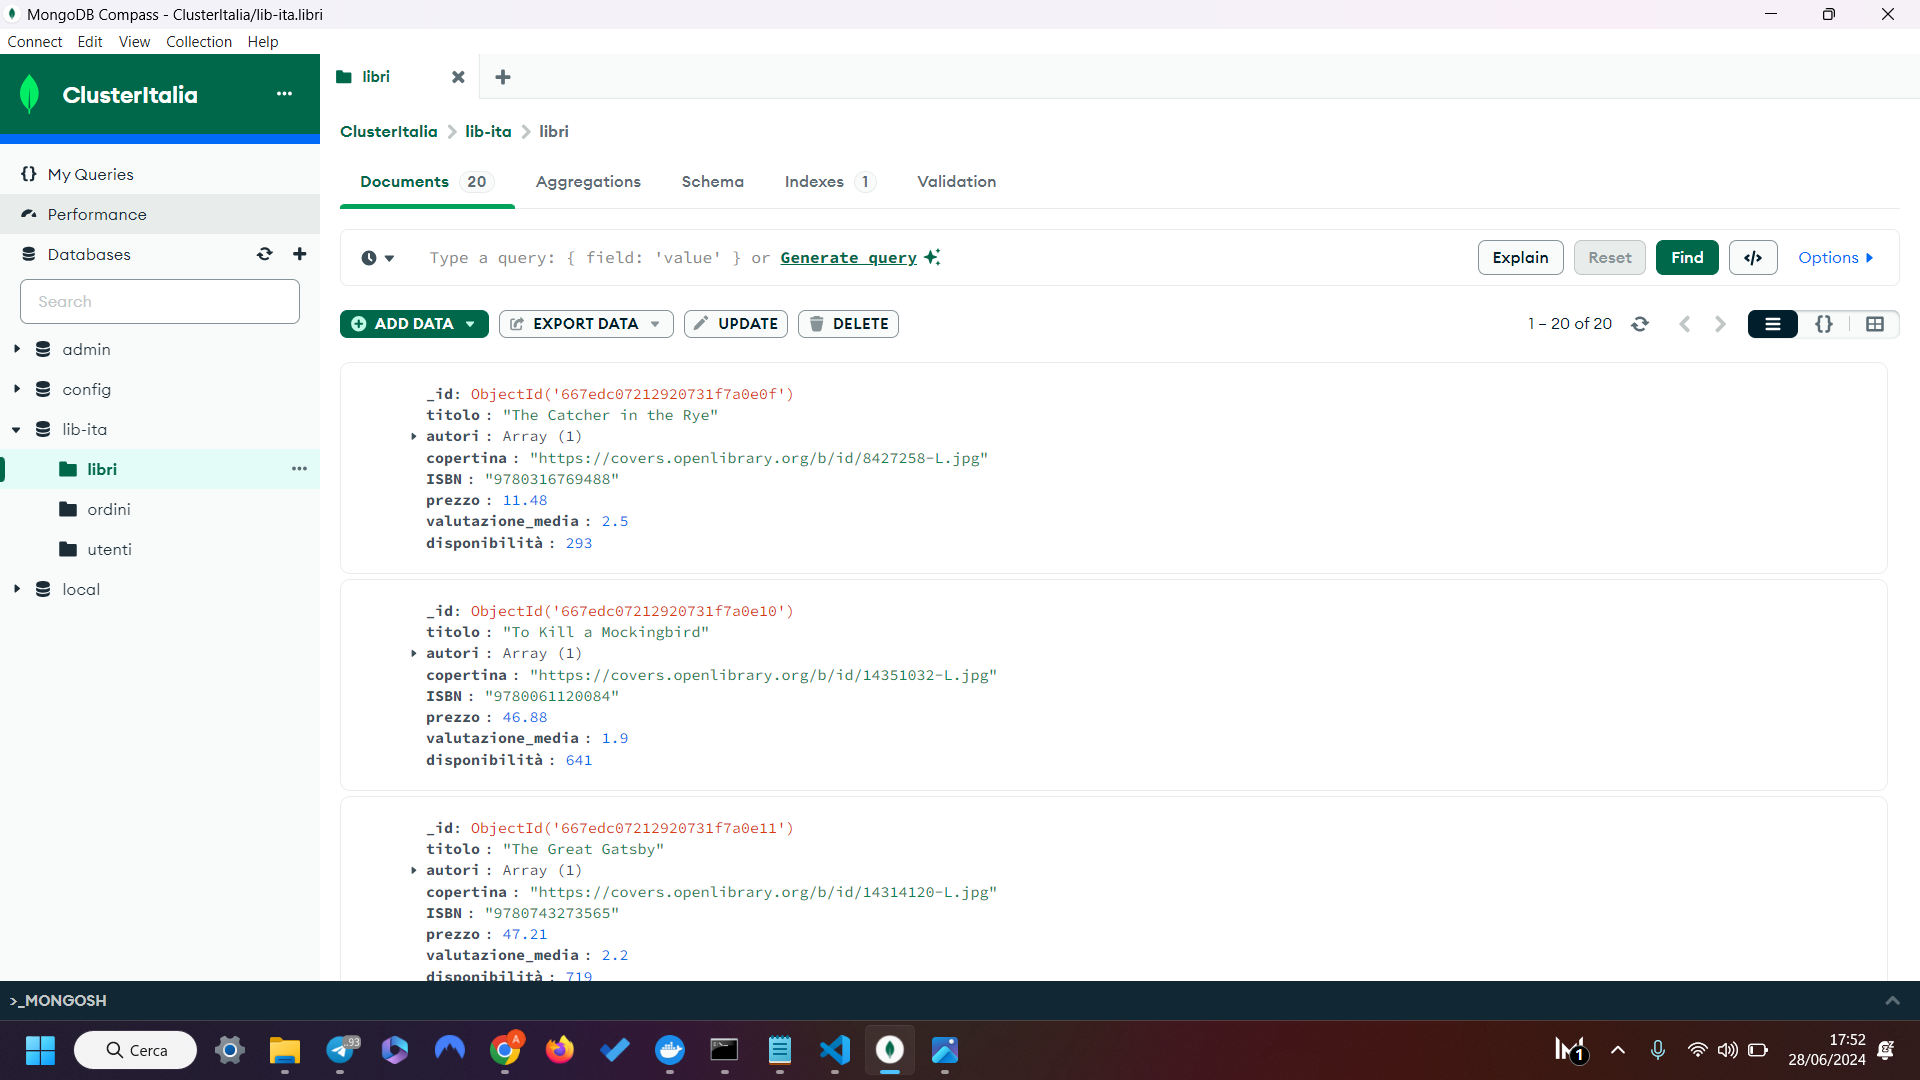 MongoDB Compass - ClusterItalia/lib-ita.libri
Connect Edit View Collection Help
ClusterItalia
My Queries
Performance
Databases
Search
admin
config
lib-ita
libri
ordini
utenti
local
libri
ClusterItalia > lib-ita > libri
Documents 20 Aggregations Schema Indexes 1 Validation
Type a query: { field: 'value' } or Generate query
Explain Reset Find </> Options
ADD DATA EXPORT DATA UPDATE DELETE
1 – 20 of 20 {}
_id: ObjectId('667edc07212920731f7a0e0f')
titolo : "The Catcher in the Rye"
autori : Array (1)
copertina : "https://covers.openlibrary.org/b/id/8427258-L.jpg"
ISBN : "9780316769488"
prezzo : 11.48
valutazione_media : 2.5
disponibilità : 293
_id: ObjectId('667edc07212920731f7a0e10')
titolo : "To Kill a Mockingbird"
autori : Array (1)
copertina : "https://covers.openlibrary.org/b/id/14351032-L.jpg"
ISBN : "9780061120084"
prezzo : 46.88
valutazione_media : 1.9
disponibilità : 641
_id: ObjectId('667edc07212920731f7a0e11')
titolo : "The Great Gatsby"
autori : Array (1)
copertina : "https://covers.openlibrary.org/b/id/14314120-L.jpg"
ISBN : "9780743273565"
prezzo : 47.21
valutazione_media : 2.2
disponibilità : 719
>_MONGOSH
Cerca
93
A
1
17:52
28/06/2024